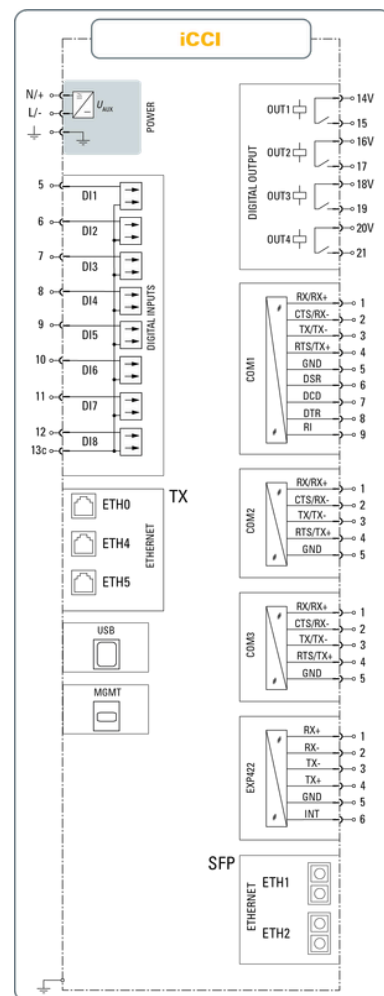 iCCI
N/+
L/-
UAUX
POWER
5 DI1
6 DI2
7 DI3
8 DI4
9 DI5
10 DI6
11 DI7
12 DI8
13c
DIGITAL INPUTS
TX
ETH0
ETH4
ETH5
ETHERNET
USB
MGMT
DIGITAL OUTPUT
OUT1 14V
15
OUT2 16V
17
OUT3 18V
19
OUT4 20V
21
COM1
RX/RX+ 1
CTS/RX- 2
TX/TX- 3
RTS/TX+ 4
GND 5
DSR 6
DCD 7
DTR 8
RI 9
#
#
COM2
RX/RX+ 1
CTS/RX- 2
TX/TX- 3
RTS/TX+ 4
GND 5
#
#
COM3
RX/RX+ 1
CTS/RX- 2
TX/TX- 3
RTS/TX+ 4
GND 5
#
#
EXP422
RX+ 1
RX- 2
TX- 3
TX+ 4
GND 5
INT 6
#
#
SFP
ETHERNET
ETH1
ETH2